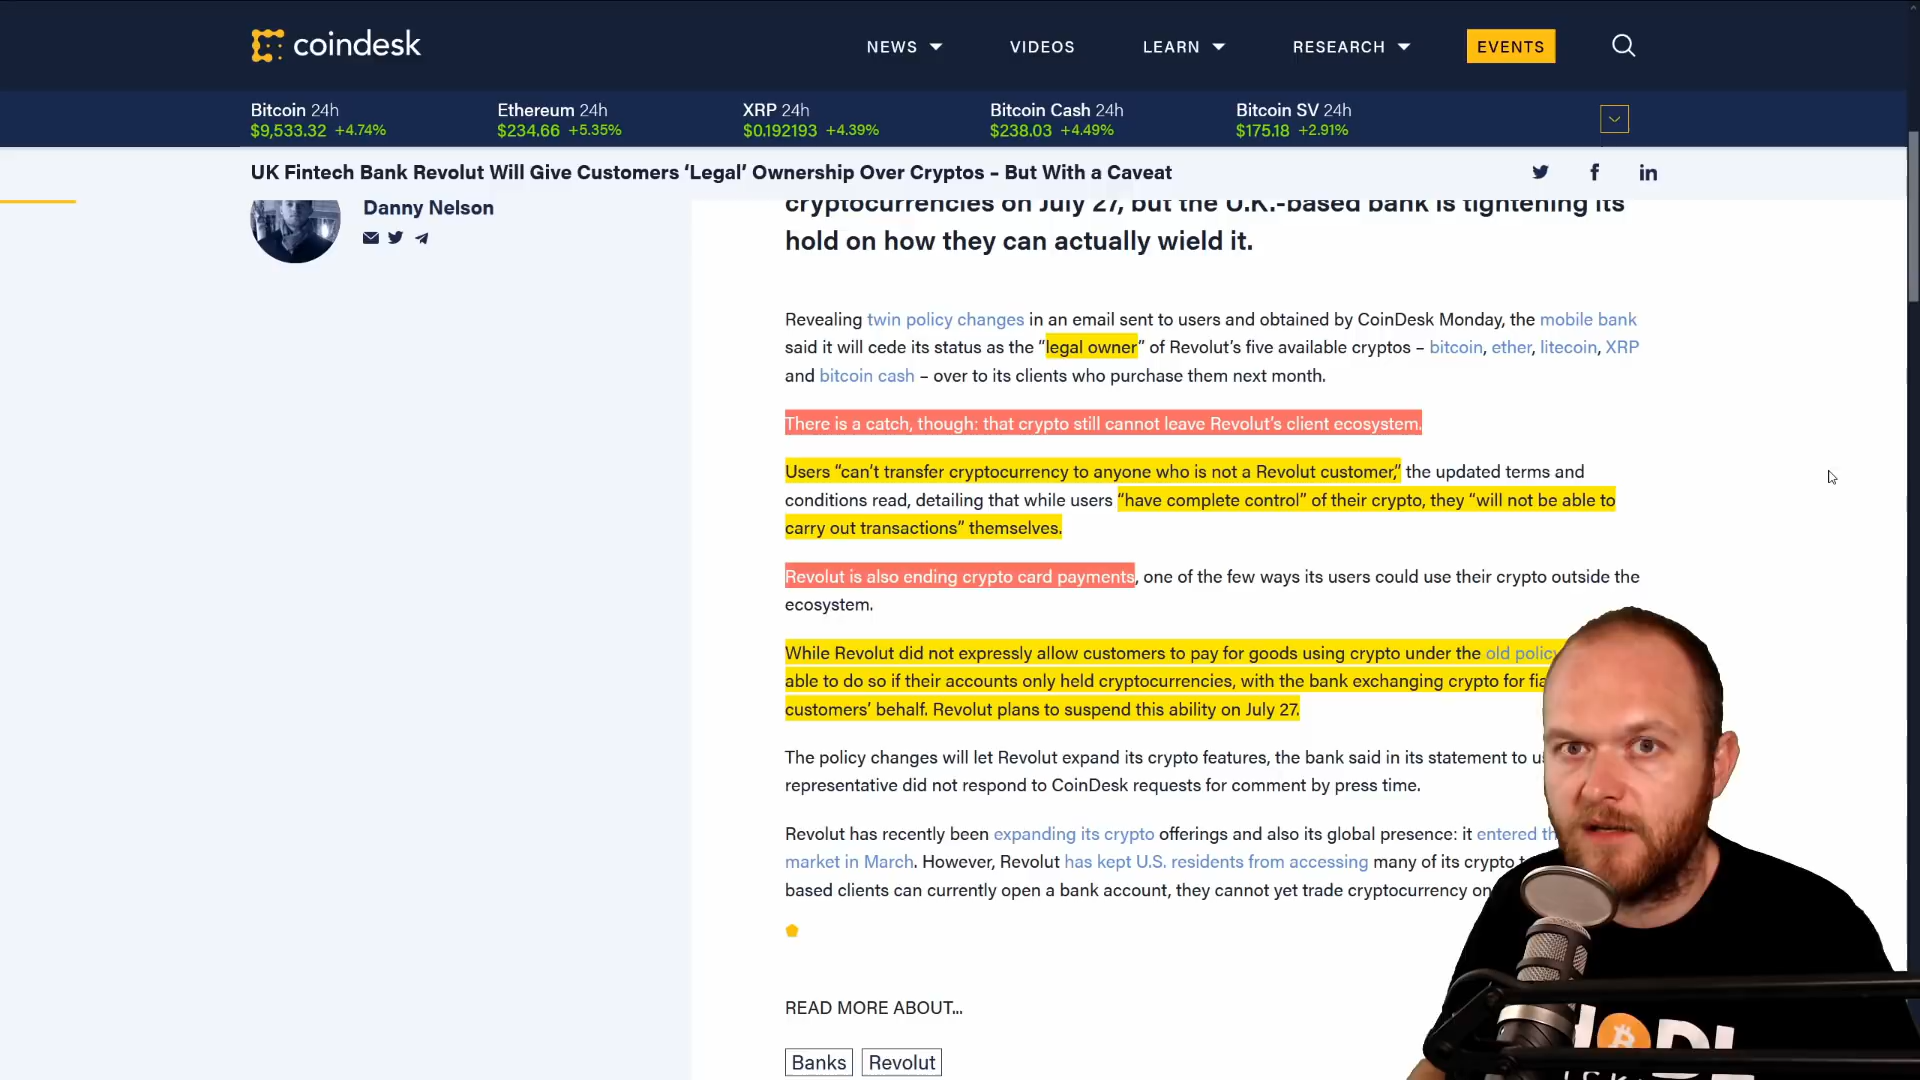 coindesk
NEWS
VIDEOS
LEARN
RESEARCH
EVENTS
Bitcoin 24h
$9,533.32 +4.74%
Ethereum 24h
$234.66 +5.35%
XRP 24h
$0.192193 +4.39%
Bitcoin Cash 24h
$238.03 +4.49%
Bitcoin SV 24h
$175.18 +2.91%
UK Fintech Bank Revolut Will Give Customers ‘Legal’ Ownership Over Cryptos – But With a Caveat
Danny Nelson
cryptocurrencies on July 27, but the U.K.-based bank is tightening its
hold on how they can actually wield it.
Revealing twin policy changes in an email sent to users and obtained by CoinDesk Monday, the mobile bank
said it will cede its status as the “legal owner” of Revolut’s five available cryptos – bitcoin, ether, litecoin, XRP
and bitcoin cash – over to its clients who purchase them next month.
There is a catch, though: that crypto still cannot leave Revolut’s client ecosystem.
Users “can’t transfer cryptocurrency to anyone who is not a Revolut customer,” the updated terms and
conditions read, detailing that while users “have complete control” of their crypto, they “will not be able to
carry out transactions” themselves.
Revolut is also ending crypto card payments, one of the few ways its users could use their crypto outside the
ecosystem.
While Revolut did not expressly allow customers to pay for goods using crypto under the old policy
able to do so if their accounts only held cryptocurrencies, with the bank exchanging crypto for
customers’ behalf. Revolut plans to suspend this ability on July 27.
The policy changes will let Revolut expand its crypto features, the bank said in its statement to
representative did not respond to CoinDesk requests for comment by press time.
Revolut has recently been expanding its crypto offerings and also its global presence: it entered
market in March. However, Revolut has kept U.S. residents from accessing many of its crypto
based clients can currently open a bank account, they cannot yet trade cryptocurrency
READ MORE ABOUT...
Banks
Revolut